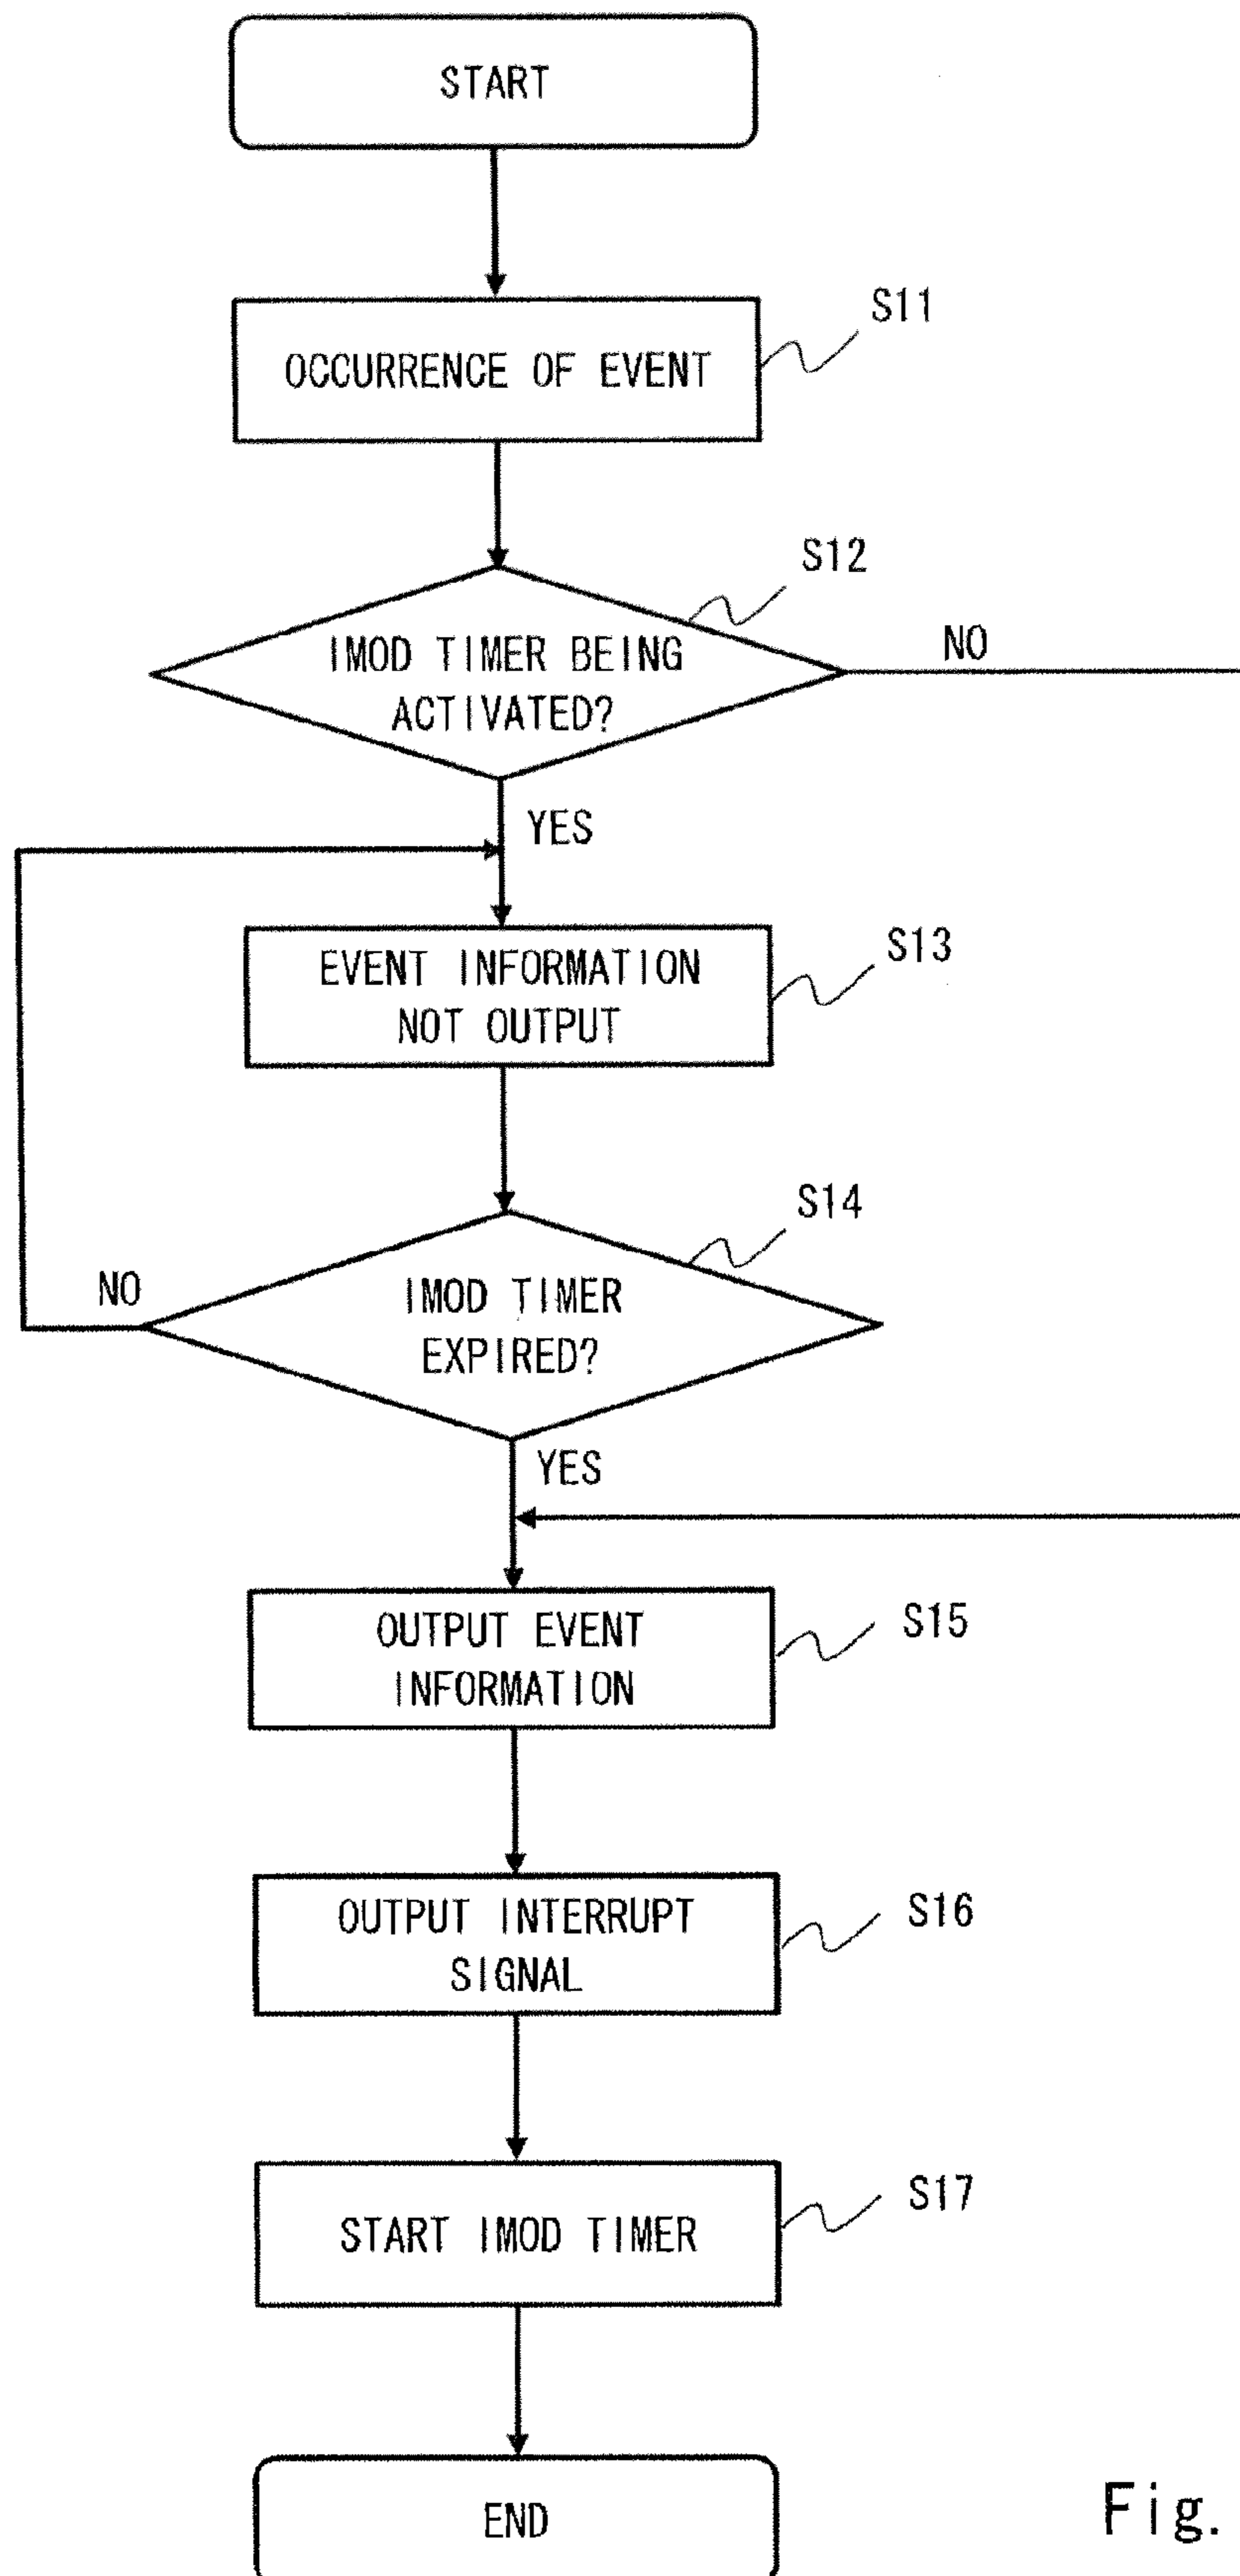 START
S11
OCCURRENCE OF EVENT
S12
IMOD TIMER BEING
ACTIVATED?
NO
YES
S13
EVENT INFORMATION
NOT OUTPUT
S14
NO
IMOD TIMER
EXPIRED?
YES
S15
OUTPUT EVENT
INFORMATION
S16
OUTPUT INTERRUPT
SIGNAL
S17
START IMOD TIMER
END
Fig.